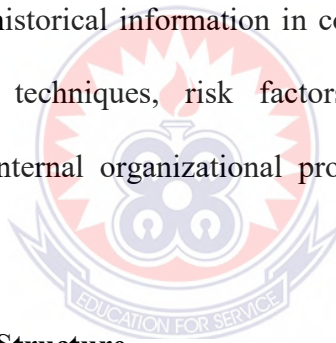 historical information in co
techniques, risk factors
nternal organizational pro
EDUCATION FOR SERVICE
Structure